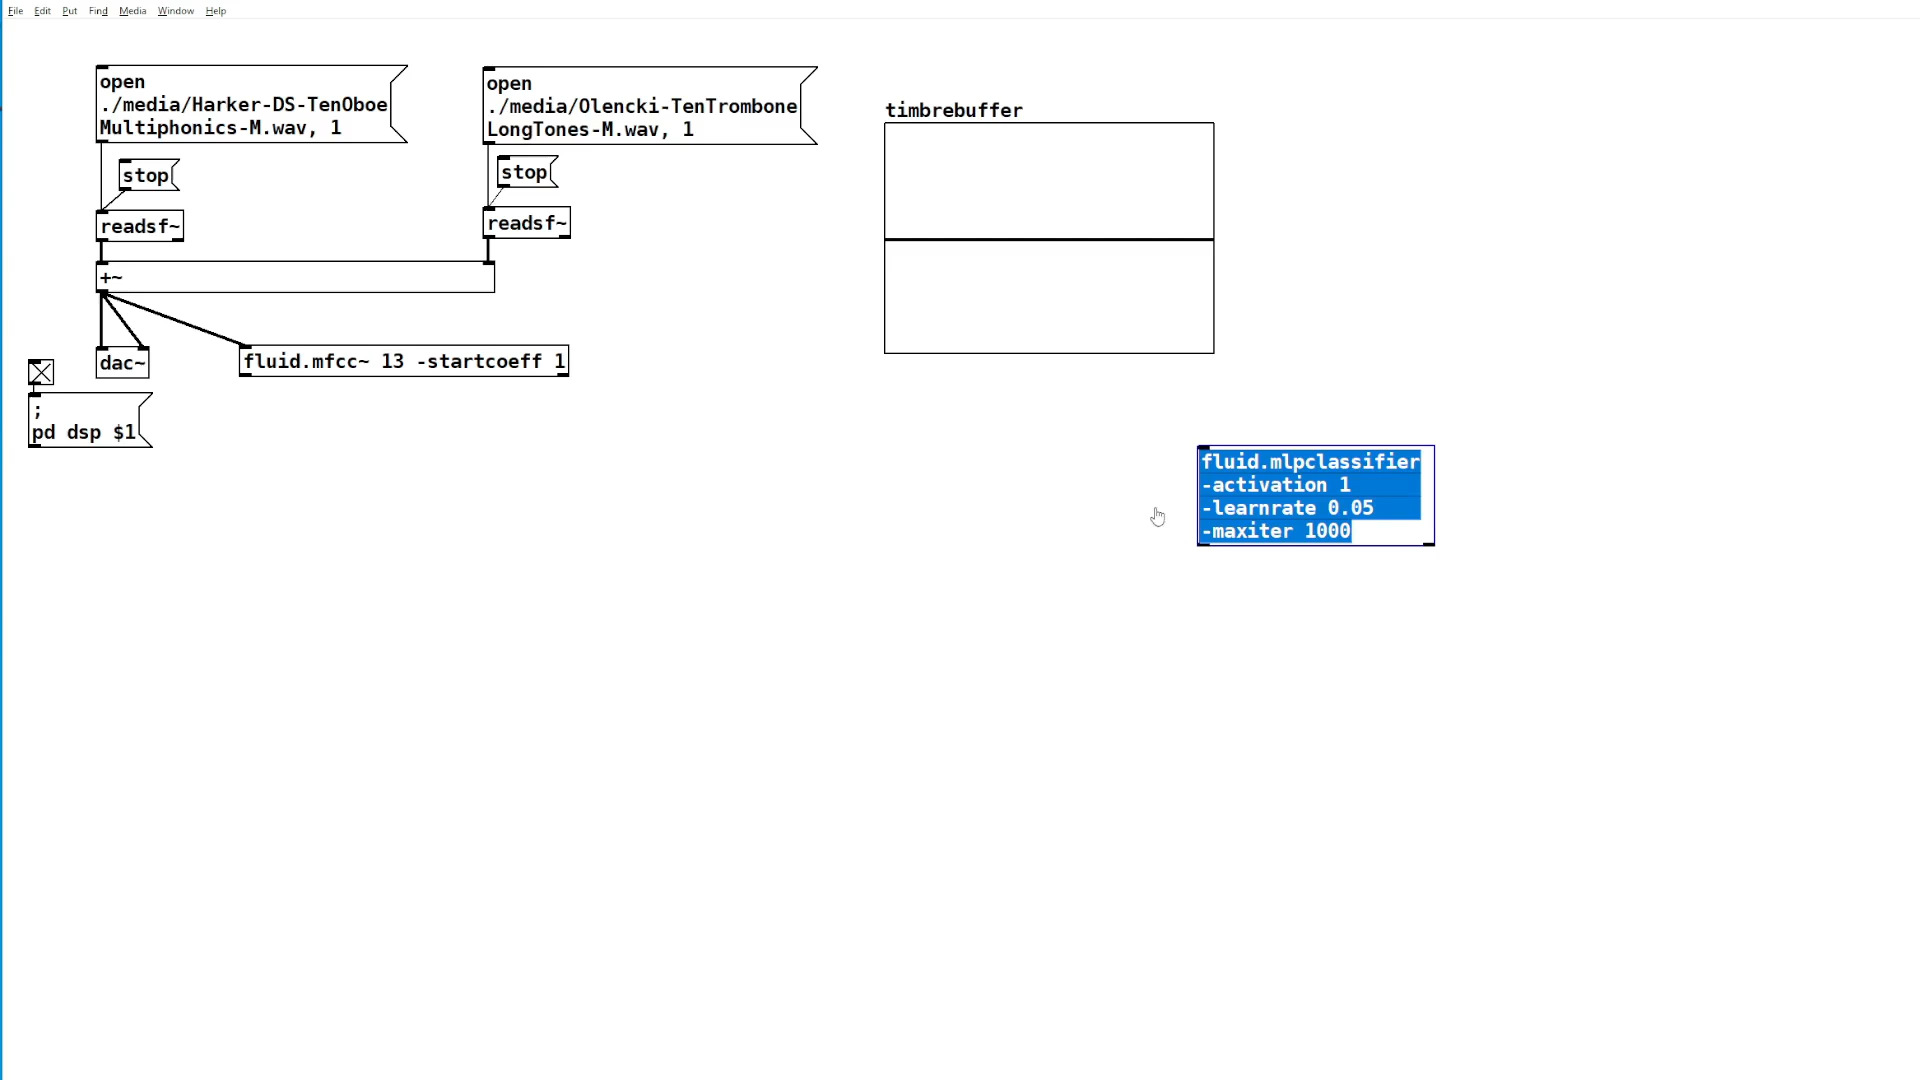 File Edit Put Find Media Window Help
open
./media/Harker-DS-TenOboe
Multiphonics-M.wav, 1
open
./media/Olencki-TenTrombone
LongTones-M.wav, 1
timbrebuffer
stop
stop
readsf~
readsf~
+~
dac~
fluid.mfcc~ 13 -startcoeff 1
;
pd dsp $1
fluid.mlpclassifier
-activation 1
-learnrate 0.05
-maxiter 1000